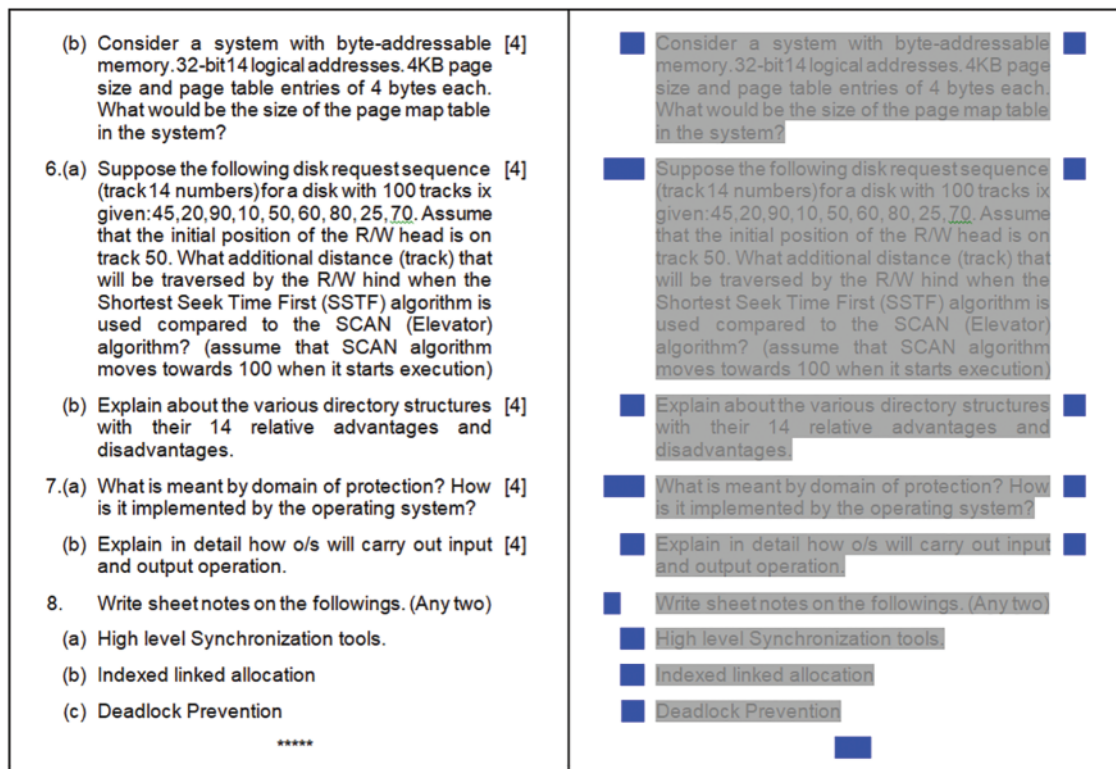 (b) Consider a system with byte-addressable [4]
memory.32-bit14 logical addresses.4KB page
size and page table entries of 4 bytes each.
What would be the size of the page map table
in the system?
6.(a) Suppose the following disk request sequence [4]
(track14 numbers)for a disk with 100 tracks ix
given:45,20,90,10,50,60,80,25,70. Assume
that the initial position of the R/W head is on
track 50. What additional distance (track) that
will be traversed by the R/W hind when the
Shortest Seek Time First (SSTF) algorithm is
used compared to the SCAN (Elevator)
algorithm? (assume that SCAN algorithm
moves towards 100 when it starts execution)
(b) Explain about the various directory structures [4]
with their 14 relative advantages and
disadvantages.
7.(a) What is meant by domain of protection? How [4]
is it implemented by the operating system?
(b) Explain in detail how o/s will carry out input [4]
and output operation.
8. Write sheet notes on the followings. (Any two)
(a) High level Synchronization tools.
(b) Indexed linked allocation
(c) Deadlock Prevention
*****
Consider a system with byte-addressable
memory.32-bit14 logical addresses.4KB page
size and page table entries of 4 bytes each.
What would be the size of the page map table
in the system?
Suppose the following disk request sequence
(track14 numbers)for a disk with 100 tracks ix
given:45,20,90,10,50,60,80,25,70. Assume
that the initial position of the R/W head is on
track 50. What additional distance (track) that
will be traversed by the R/W hind when the
Shortest Seek Time First (SSTF) algorithm is
used compared to the SCAN (Elevator)
algorithm? (assume that SCAN algorithm
moves towards 100 when it starts execution)
Explain about the various directory structures
with their 14 relative advantages and
disadvantages.
What is meant by domain of protection? How
is it implemented by the operating system?
Explain in detail how o/s will carry out input
and output operation.
Write sheet notes on the followings. (Any two)
High level Synchronization tools.
Indexed linked allocation
Deadlock Prevention